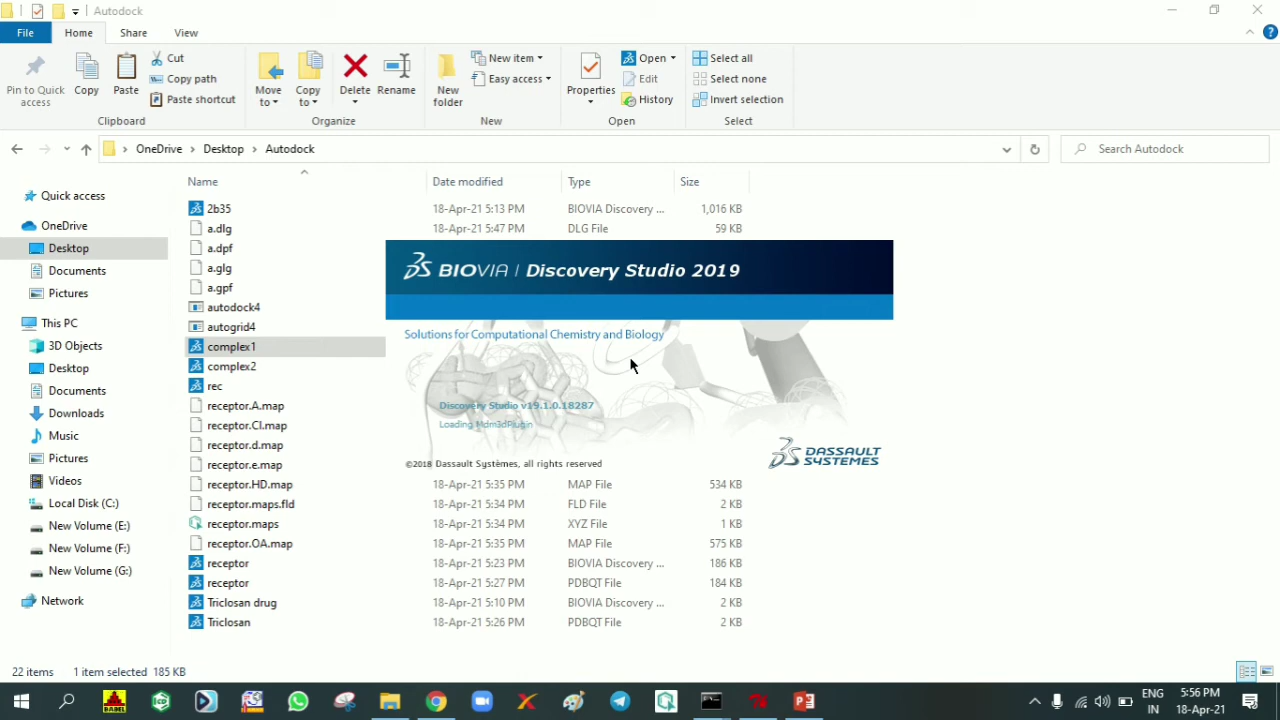 Autodock
File Home Share View
Pin to Quick access
Copy
Paste
Cut
Copy path
Paste shortcut
Move to
Copy to
Delete
Rename
New folder
New item
Easy access
Properties
Open
Edit
History
Select all
Select none
Invert selection
Clipboard Organize New Open Select
OneDrive Desktop Autodock
Search Autodock
Name Date modified Type Size
Quick access
OneDrive
Desktop
Documents
Pictures
This PC
3D Objects
Desktop
Documents
Downloads
Music
Pictures
Videos
Local Disk (C:)
New Volume (E:)
New Volume (F:)
New Volume (G:)
Network
2b35 18-Apr-21 5:13 PM BIOVIA Discovery ... 1,016 KB
a.dlg 18-Apr-21 5:47 PM DLG File 59 KB
a.dpf
a.glg
a.gpf
autodock4
autogrid4
complex1
complex2
rec
receptor.A.map
receptor.Cl.map
receptor.d.map
receptor.e.map
receptor.HD.map 18-Apr-21 5:35 PM MAP File 534 KB
receptor.maps.fld 18-Apr-21 5:34 PM FLD File 2 KB
receptor.maps 18-Apr-21 5:34 PM XYZ File 1 KB
receptor.OA.map 18-Apr-21 5:35 PM MAP File 575 KB
receptor 18-Apr-21 5:23 PM BIOVIA Discovery ... 186 KB
receptor 18-Apr-21 5:27 PM PDBQT File 184 KB
Triclosan drug 18-Apr-21 5:10 PM BIOVIA Discovery ... 2 KB
Triclosan 18-Apr-21 5:26 PM PDBQT File 2 KB
BIOVIA | Discovery Studio 2019
Solutions for Computational Chemistry and Biology
Discovery Studio v19.1.0.18287
Loading Mdm3dPlugin
©2018 Dassault Systèmes, all rights reserved
DASSAULT
SYSTEMES
22 items 1 item selected 185 KB
BABEL
ICD
ENG
IN
5:56 PM
18-Apr-21